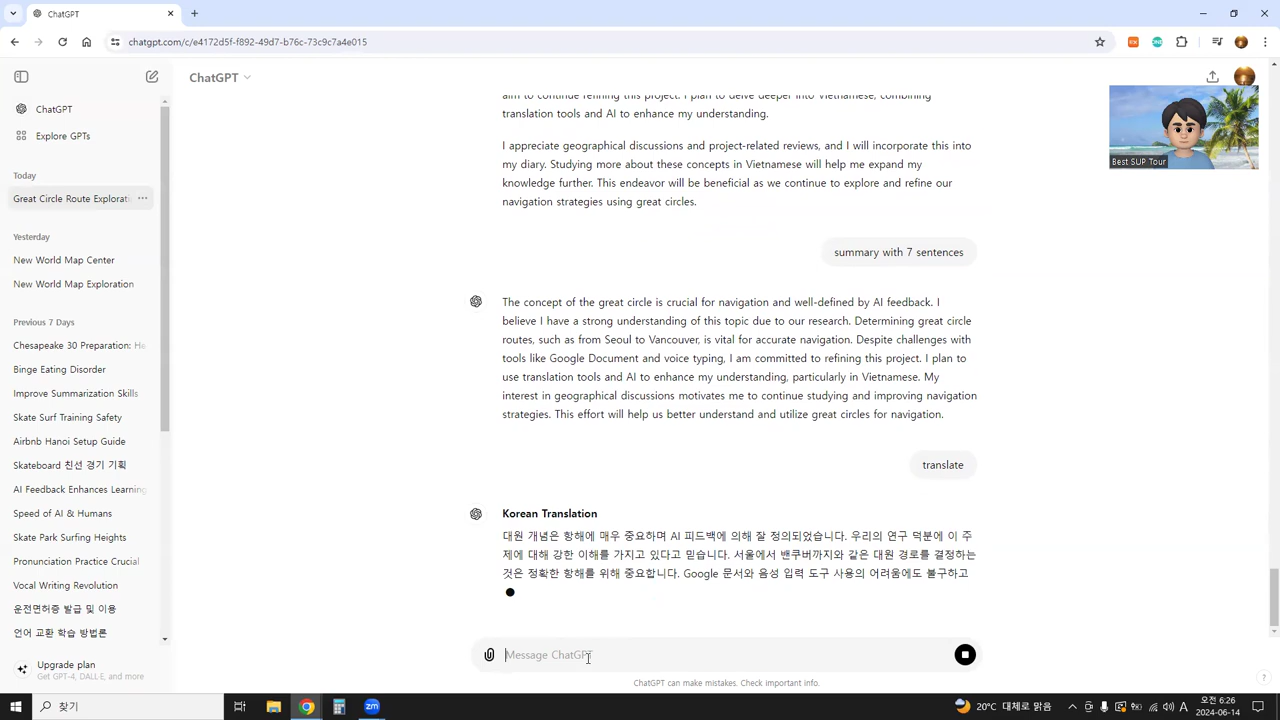 ChatGPT
chatgpt.com/c/e4172d5f-f892-49d7-b76c-73c9c7a4e015
ChatGPT
ChatGPT
Explore GPTs
Today
Great Circle Route Explorati
Yesterday
New World Map Center
New World Map Exploration
Previous 7 Days
Chesapeake 30 Preparation: He
Binge Eating Disorder
Improve Summarization Skills
Skate Surf Training Safety
Airbnb Hanoi Setup Guide
Skateboard 친선 경기 기획
AI Feedback Enhances Learning
Speed of AI & Humans
Skate Park Surfing Heights
Pronunciation Practice Crucial
Vocal Writing Revolution
운전면허증 발급 및 이용
언어 교환 학습 방법론
Upgrade plan
Get GPT-4, DALL·E, and more
aim to continue refining this project. I plan to delve deeper into Vietnamese, combining
translation tools and AI to enhance my understanding.
I appreciate geographical discussions and project-related reviews, and I will incorporate this into
my diary. Studying more about these concepts in Vietnamese will help me expand my
knowledge further. This endeavor will be beneficial as we continue to explore and refine our
navigation strategies using great circles.
summary with 7 sentences
The concept of the great circle is crucial for navigation and well-defined by AI feedback. I
believe I have a strong understanding of this topic due to our research. Determining great circle
routes, such as from Seoul to Vancouver, is vital for accurate navigation. Despite challenges with
tools like Google Document and voice typing, I am committed to refining this project. I plan to
use translation tools and AI to enhance my understanding, particularly in Vietnamese. My
interest in geographical discussions motivates me to continue studying and improving navigation
strategies. This effort will help us better understand and utilize great circles for navigation.
translate
Korean Translation
대원 개념은 항해에 매우 중요하며 AI 피드백에 의해 잘 정의되었습니다. 우리의 연구 덕분에 이 주
제에 대해 강한 이해를 가지고 있다고 믿습니다. 서울에서 밴쿠버까지와 같은 대원 경로를 결정하는
것은 정확한 항해를 위해 중요합니다. Google 문서와 음성 입력 도구 사용의 어려움에도 불구하고
Message ChatGPT
ChatGPT can make mistakes. Check important info.
Best SUP Tour
찾기
20°C 대체로 맑음
A
오전 6:26
2024-06-14